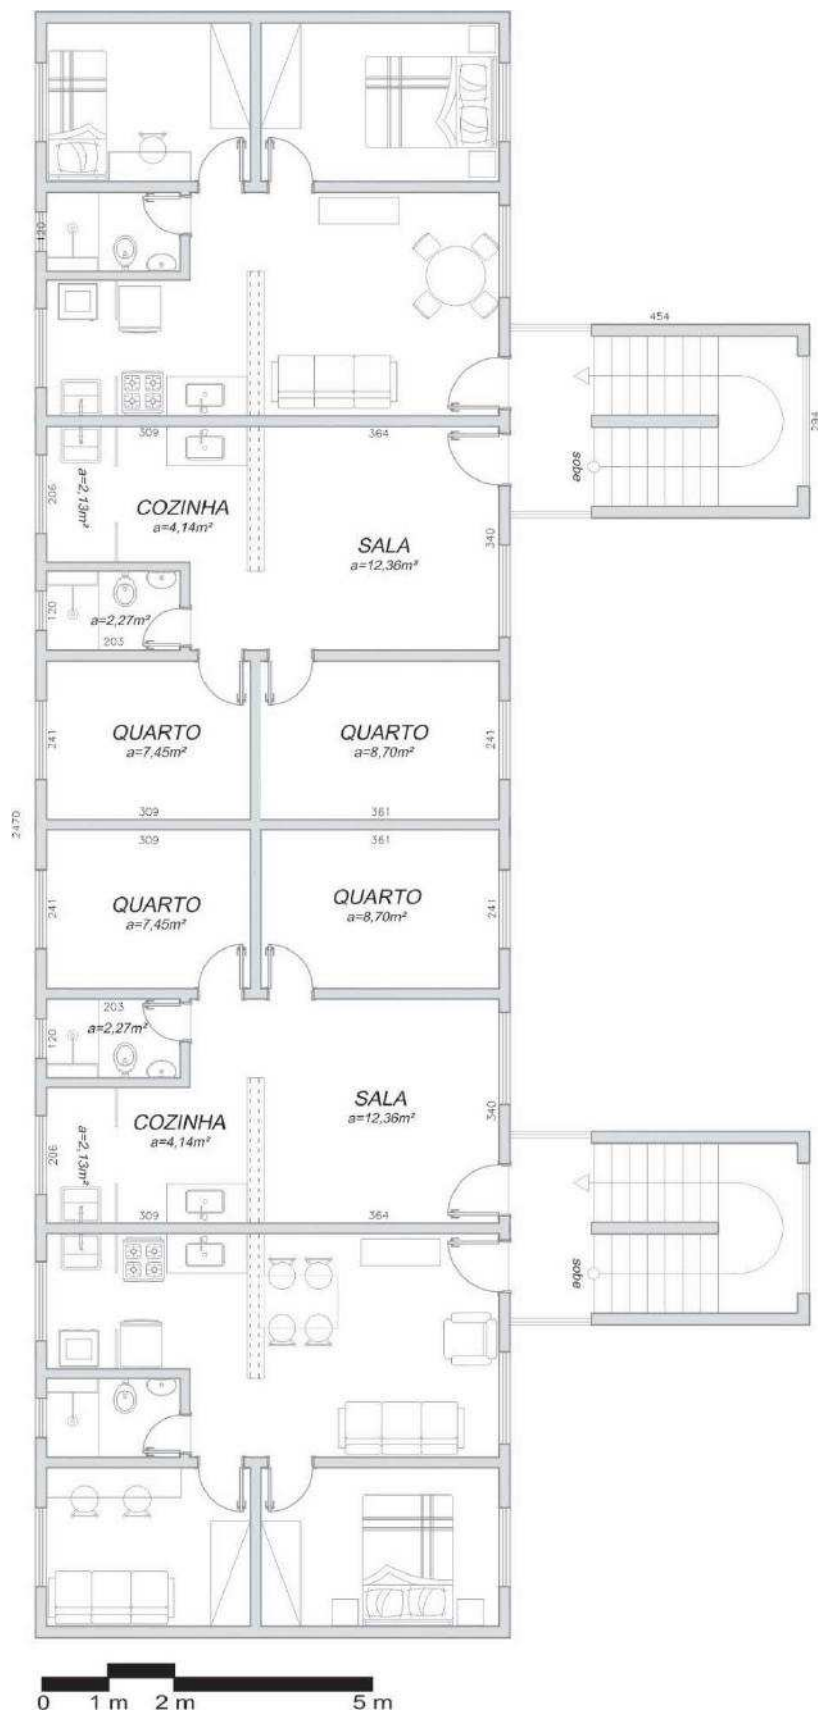 120
454
294
309
364
sobe
206
a=2,13m²
COZINHA
a=4,14m²
SALA
a=12,36m²
340
120
a=2,27m²
203
QUARTO
a=7,45m²
QUARTO
a=8,70m²
241
241
309
361
2470
309
361
QUARTO
a=7,45m²
QUARTO
a=8,70m²
241
241
203
a=2,27m²
120
SALA
a=12,36m²
COZINHA
a=4,14m²
a=2,13m²
206
340
309
364
sobe
0 1 m 2 m 5 m